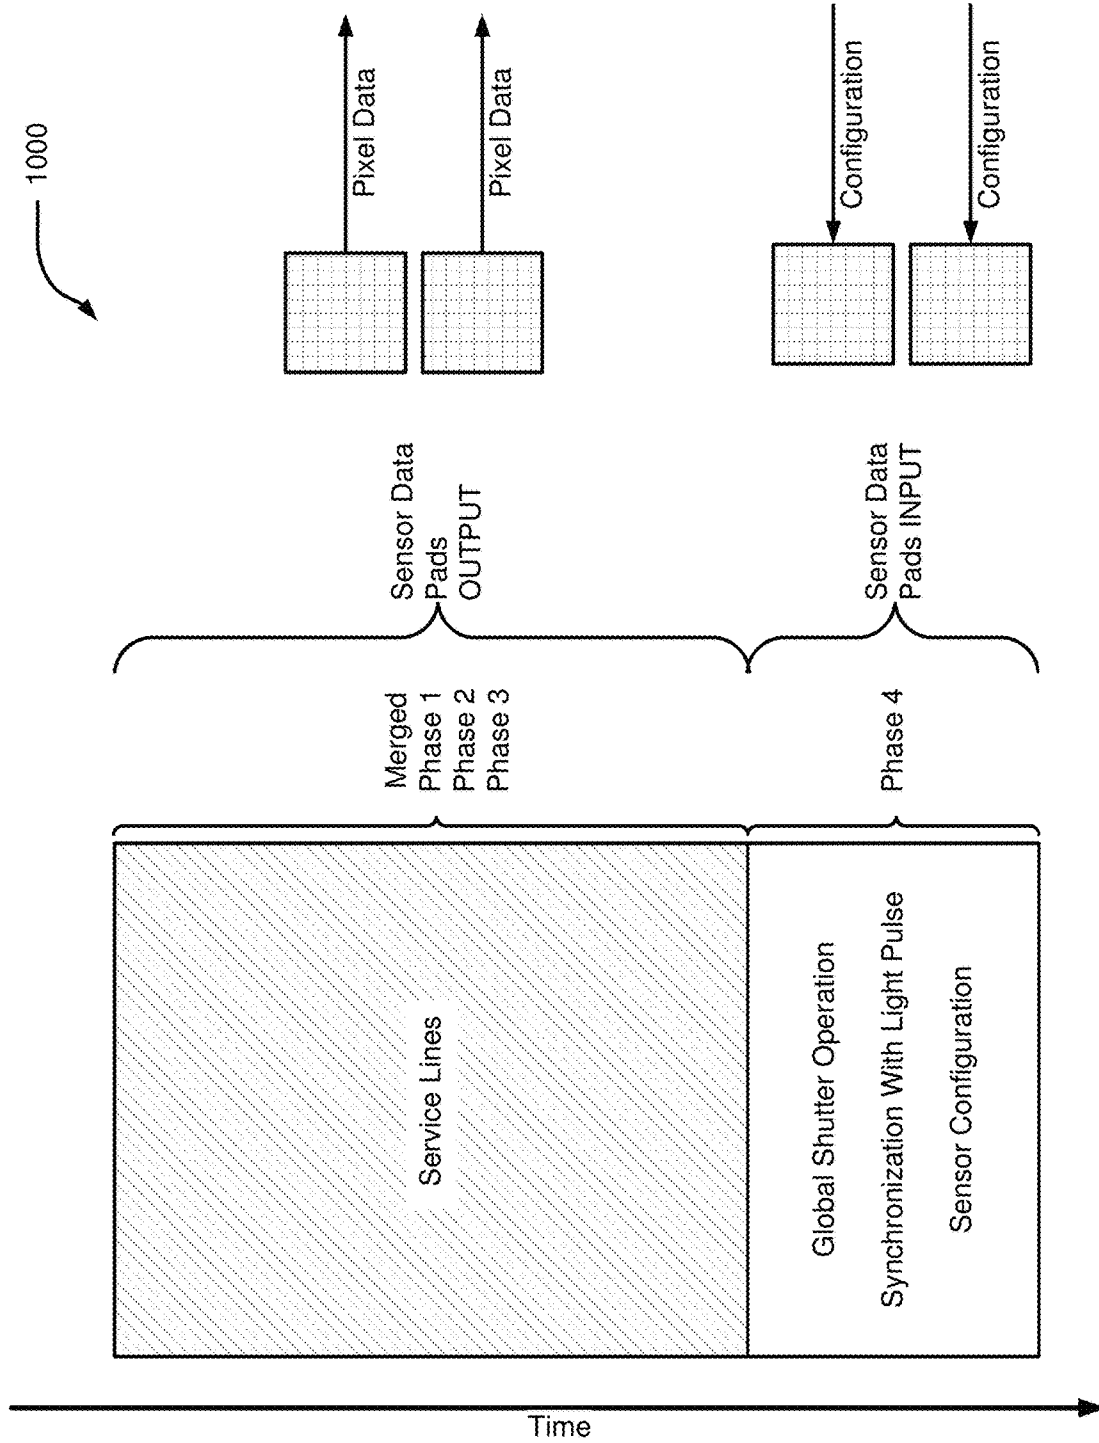 1000
Service Lines
Merged
Phase 1
Phase 2
Phase 3
Sensor Data
Pads
OUTPUT
Pixel Data
Pixel Data
Global Shutter Operation
Synchronization With Light Pulse
Sensor Configuration
Phase 4
Sensor Data
Pads INPUT
Configuration
Configuration
Time